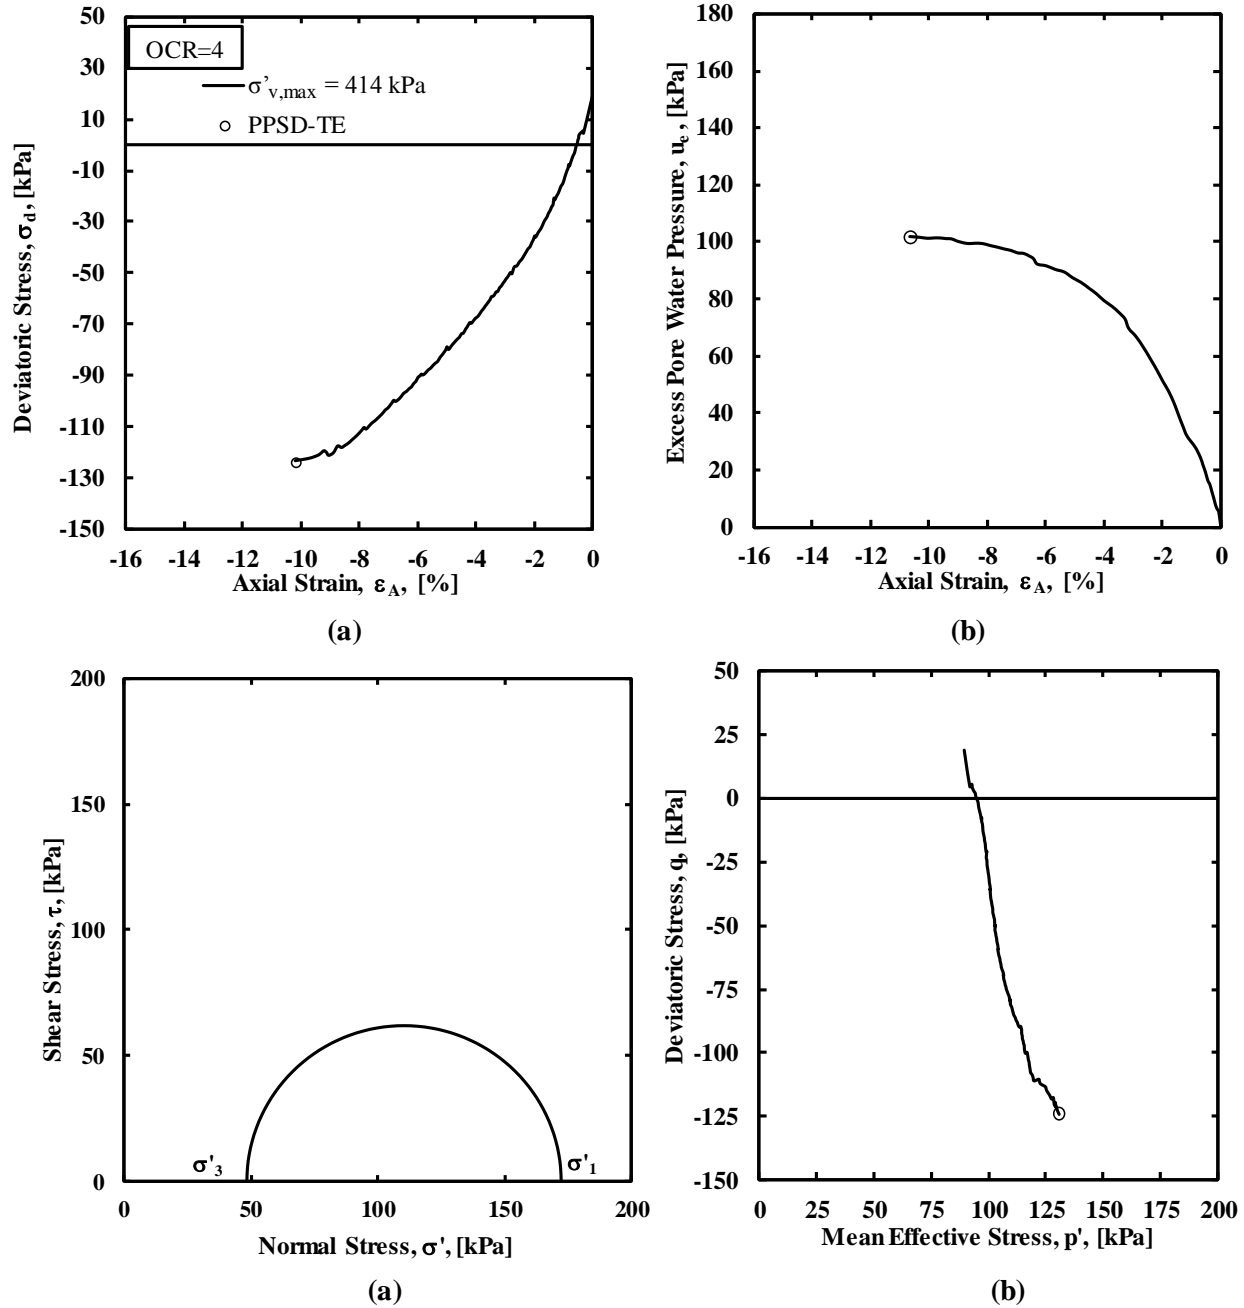 OCR=4
σ'v,max = 414 kPa
PPSD-TE
50
30
10
-10
-30
-50
-70
-90
-110
-130
-150
Deviatoric Stress, σd, [kPa]
-16 -14 -12 -10 -8 -6 -4 -2 0
Axial Strain, εA, [%]
(a)
180
160
140
120
100
80
60
40
20
0
Excess Pore Water Pressure, ue, [kPa]
-16 -14 -12 -10 -8 -6 -4 -2 0
Axial Strain, εA, [%]
(b)
200
150
100
50
0
Shear Stress, τ, [kPa]
σ'3
σ'1
0 50 100 150 200
Normal Stress, σ', [kPa]
(a)
50
25
0
-25
-50
-75
-100
-125
-150
Deviatoric Stress, q, [kPa]
0 25 50 75 100 125 150 175 200
Mean Effective Stress, p', [kPa]
(b)